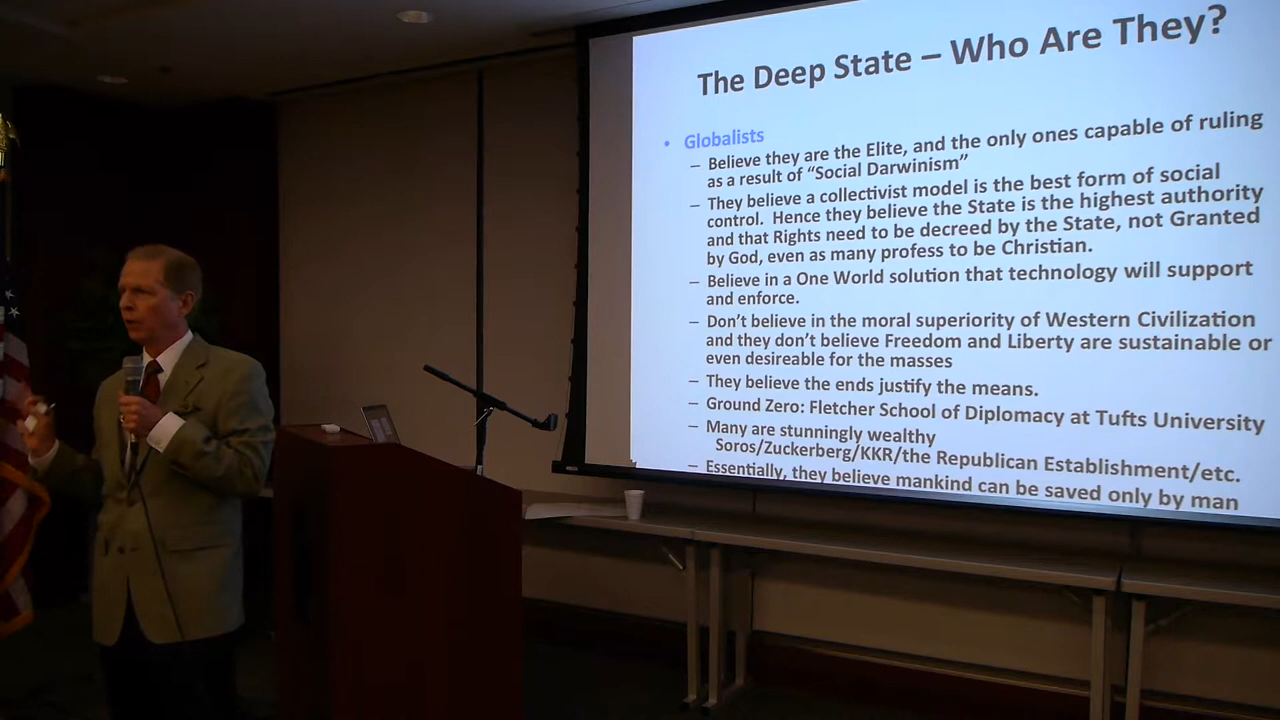 The Deep State – Who Are They?
• Globalists
– Believe they are the Elite, and the only ones capable of ruling
as a result of “Social Darwinism”
– They believe a collectivist model is the best form of social
control. Hence they believe the State is the highest authority
and that Rights need to be decreed by the State, not Granted
by God, even as many profess to be Christian.
– Believe in a One World solution that technology will support
and enforce.
– Don’t believe in the moral superiority of Western Civilization
and they don’t believe Freedom and Liberty are sustainable or
even desireable for the masses
– They believe the ends justify the means.
– Ground Zero: Fletcher School of Diplomacy at Tufts University
– Many are stunningly wealthy
Soros/Zuckerberg/KKR/the Republican Establishment/etc.
– Essentially, they believe mankind can be saved only by man